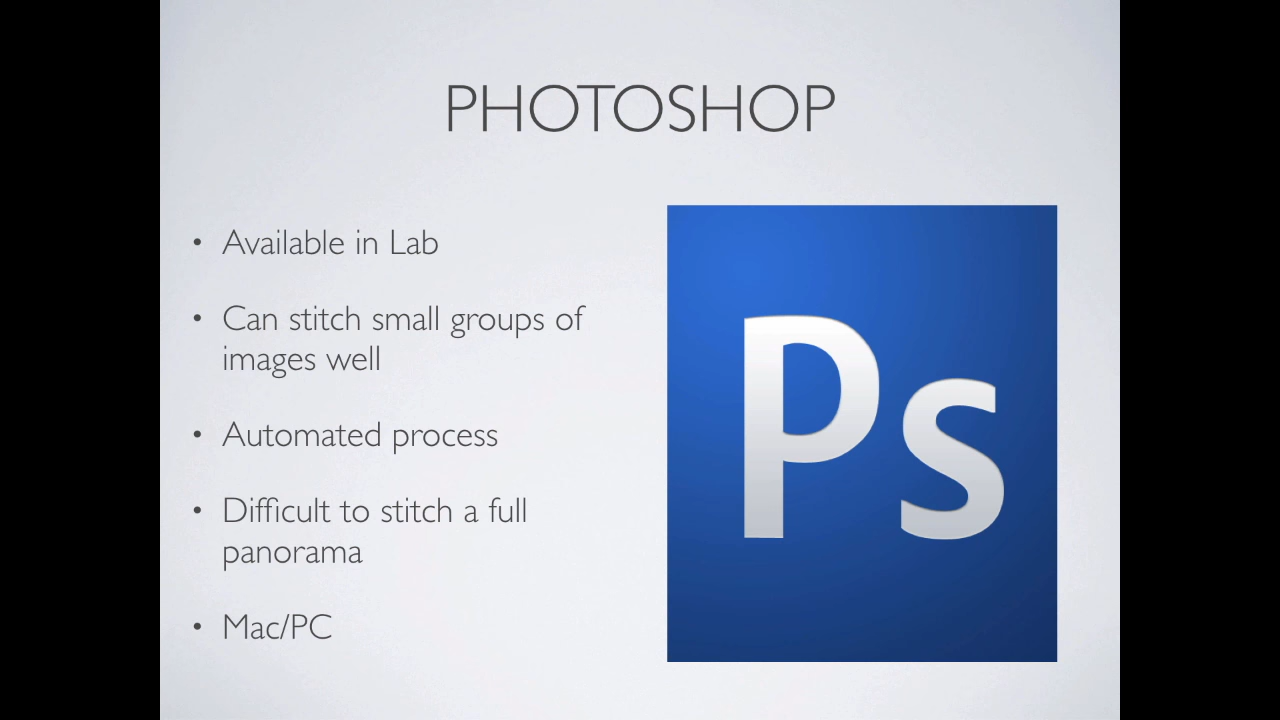 PHOTOSHOP
• Available in Lab
• Can stitch small groups of
images well
• Automated process
• Difficult to stitch a full
panorama
• Mac/PC
Ps